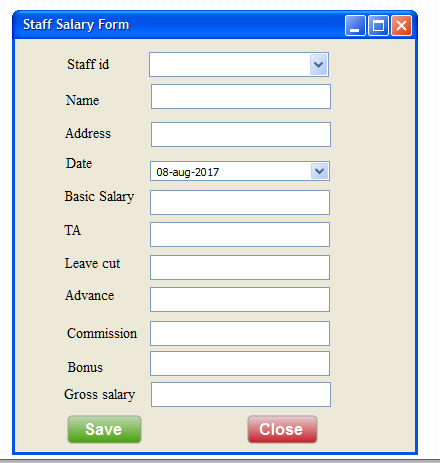 Staff Salary Form
Staff id
Name
Address
Date 08-aug-2017
Basic Salary
TA
Leave cut
Advance
Commission
Bonus
Gross salary
Save Close